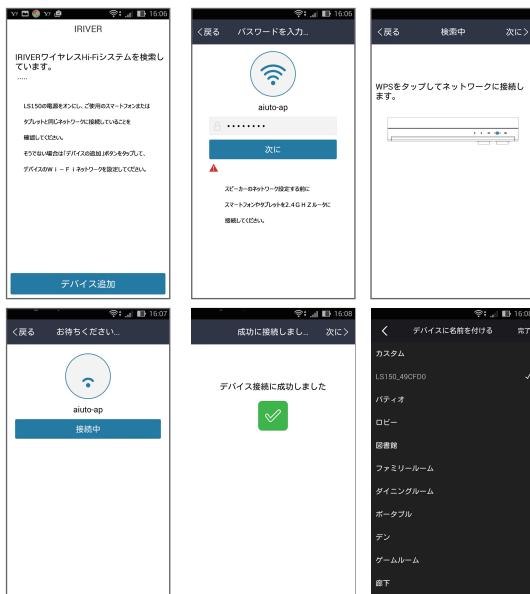 16:06
IRIVER
IRIVERワイヤレスHi-Fiシステムを検索し
ています。
.....
LS150の電源をオンにし、ご使用のスマートフォンまたは
タブレットと同じネットワークに接続していることを
確認してください。
そうでない場合は「デバイスの追加」ボタンをタップして、
デバイスのWi-Fiネットワークを設定してください。
デバイス追加
16:06
<戻る パスワードを入力...
aiuto-ap
••••••••
次に
スピーカーのネットワーク設定する前に
スマートフォンやタブレットを2.4GHZルータに
接続してください。
16:06
<戻る 検索中 次に>
WPSをタップしてネットワークに接続し
ます。
16:07
<戻る お待ちください...
aiuto-ap
接続中
16:08
成功に接続しまし... 次に>
デバイス接続に成功しました
16:08
< デバイスに名前を付ける 完了
カスタム
LS150_49CFD0
パティオ
ロビー
図書館
ファミリールーム
ダイニングルーム
ポータブル
デン
ゲームルーム
廊下